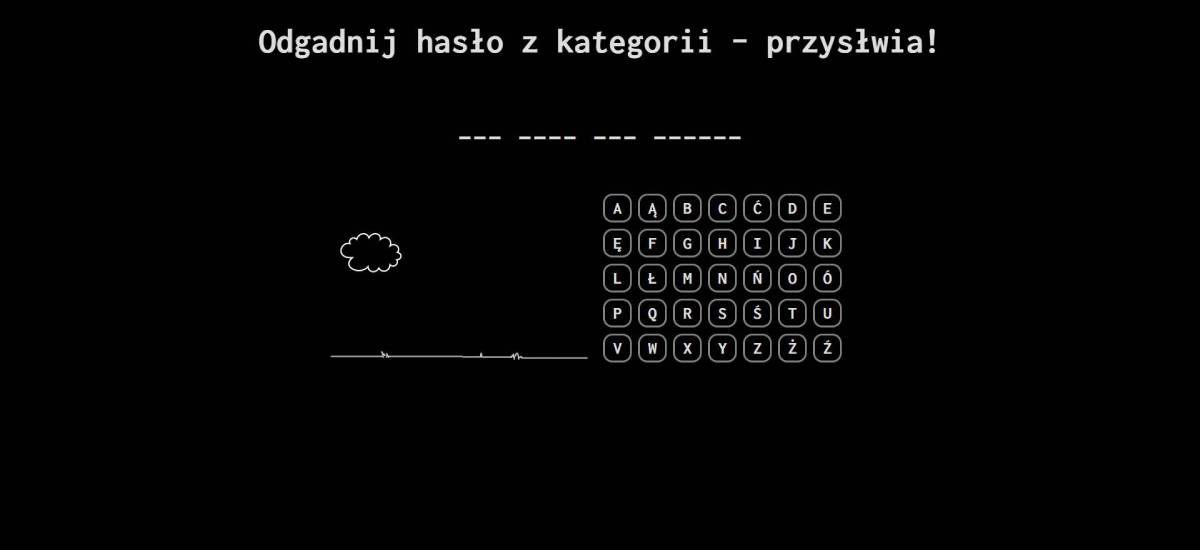 Odgadnij hasło z kategorii - przysłwia!
--- ---- --- ------
A Ą B C Ć D E
Ę F G H I J K
L Ł M N Ń O Ó
P Q R S Ś T U
V W X Y Z Ż Ź